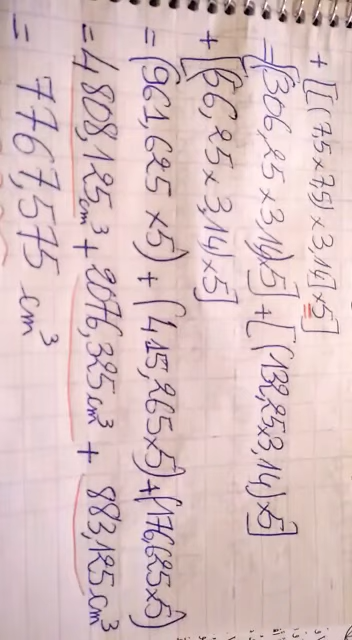 + [[(7,5 x 7,5) x 3,14] x 5]
= [(306,25 x 3,14) x 5] + [(132,25 x 3,14) x 5]
+ [(56,25 x 3,14) x 5]
= (961,625 x 5) + (415,265 x 5) + (176,625 x 5)
= 4808,125 cm³ + 2076,325 cm³ + 883,125 cm³
= 7767,575 cm³